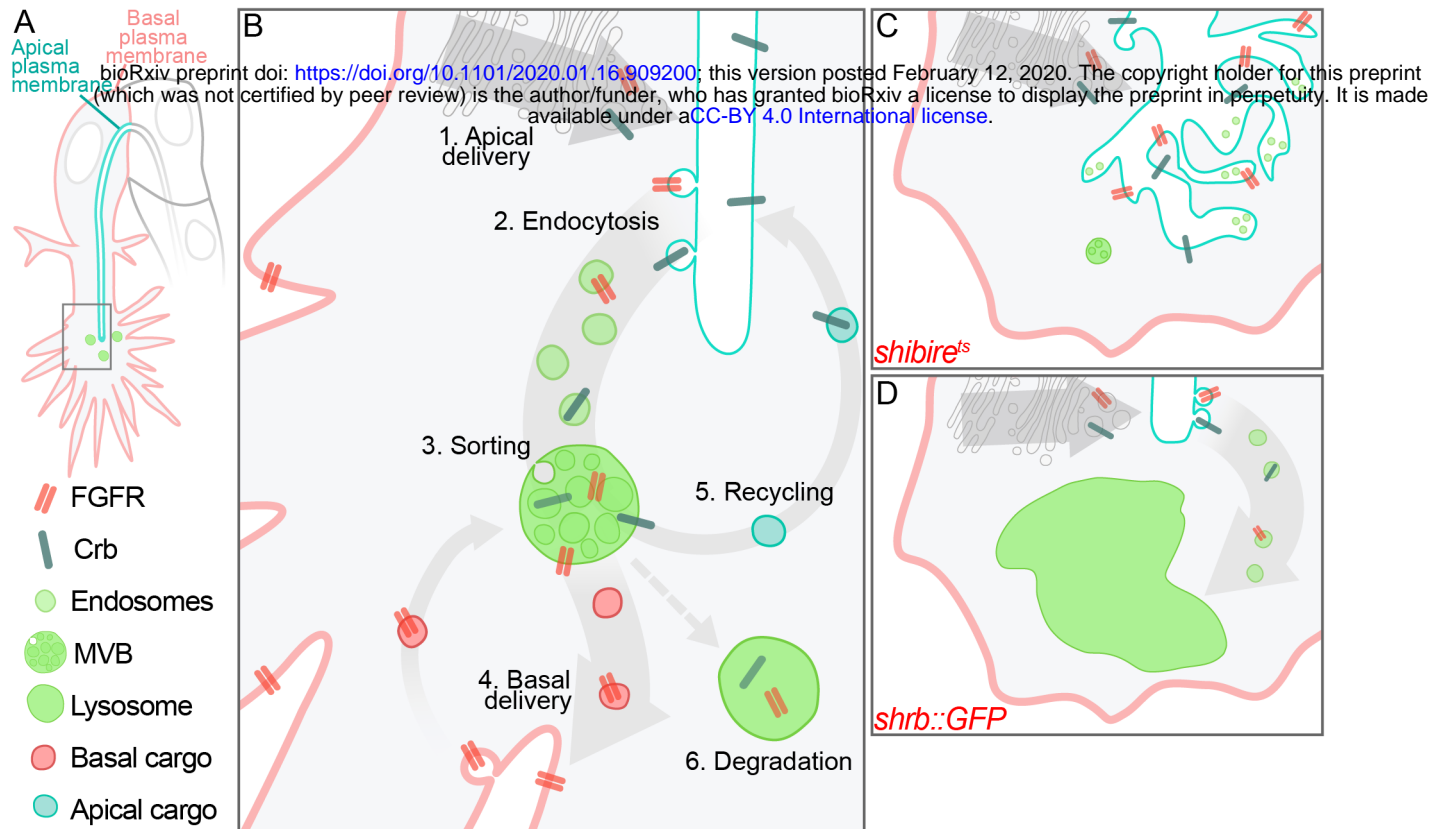 A
Basal
plasma
membrane
Apical
plasma
membrane
bioRxiv preprint doi: https://doi.org/10.1101/2020.01.16.909200; this version posted February 12, 2020. The copyright holder for this preprint
(which was not certified by peer review) is the author/funder, who has granted bioRxiv a license to display the preprint in perpetuity. It is made
available under aCC-BY 4.0 International license.
FGFR
Crb
Endosomes
MVB
Lysosome
Basal cargo
Apical cargo
B
1. Apical
delivery
2. Endocytosis
3. Sorting
5. Recycling
4. Basal
delivery
6. Degradation
C
shibire^ts
D
shrb::GFP